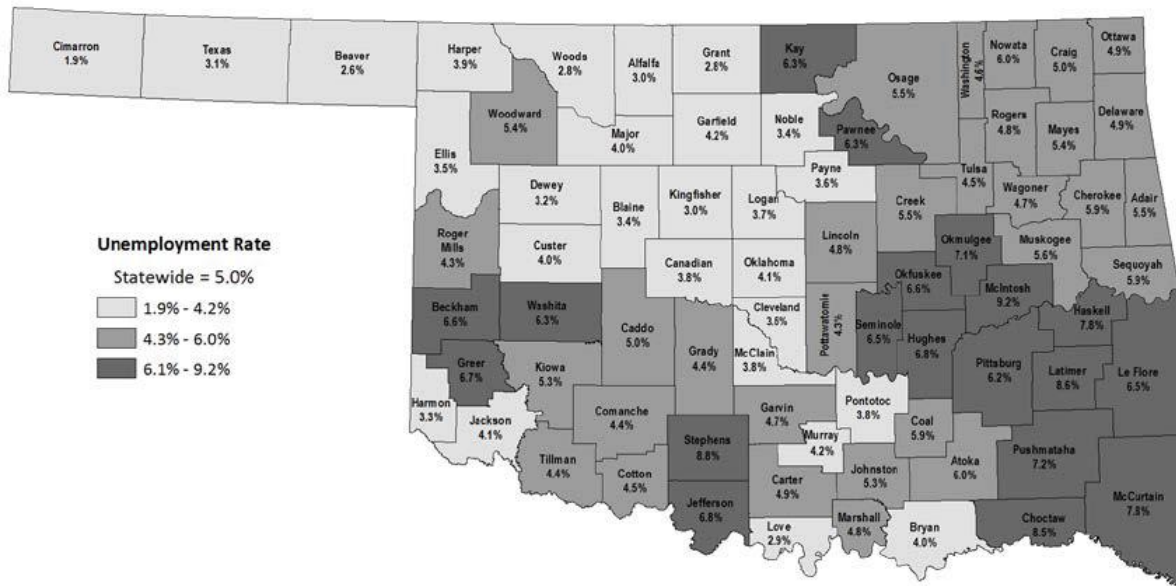 Cimarron
1.9%
Texas
3.1%
Beaver
2.6%
Harper
3.9%
Woods
2.8%
Alfalfa
3.0%
Grant
2.8%
Kay
6.3%
Osage
5.5%
Washington
4.6%
Nowata
6.0%
Craig
5.0%
Ottawa
4.9%
Woodward
5.4%
Major
4.0%
Garfield
4.2%
Noble
3.4%
Pawnee
6.3%
Rogers
4.8%
Mayes
5.4%
Delaware
4.9%
Ellis
3.5%
Dewey
3.2%
Blaine
3.4%
Kingfisher
3.0%
Logan
3.7%
Payne
3.6%
Creek
5.5%
Tulsa
4.5%
Wagoner
4.7%
Cherokee
5.9%
Adair
5.5%
Roger
Mills
4.3%
Custer
4.0%
Canadian
3.8%
Oklahoma
4.1%
Lincoln
4.8%
Okmulgee
7.1%
Muskogee
5.6%
Sequoyah
5.9%
Unemployment Rate
Statewide = 5.0%
1.9% - 4.2%
4.3% - 6.0%
6.1% - 9.2%
Beckham
6.6%
Washita
6.3%
Caddo
5.0%
Grady
4.4%
Cleveland
3.5%
McClain
3.8%
Pottawatomie
4.3%
Seminole
6.5%
Okfuskee
6.6%
Hughes
6.8%
McIntosh
9.2%
Haskell
7.8%
Pittsburg
6.2%
Latimer
8.6%
Le Flore
6.5%
Greer
6.7%
Kiowa
5.3%
Harmon
3.3%
Jackson
4.1%
Comanche
4.4%
Stephens
8.8%
Garvin
4.7%
Pontotoc
3.8%
Murray
4.2%
Coal
5.9%
Pushmataha
7.2%
Tillman
4.4%
Cotton
4.5%
Jefferson
6.8%
Carter
4.9%
Johnston
5.3%
Atoka
6.0%
McCurtain
7.8%
Love
2.9%
Marshall
4.8%
Bryan
4.0%
Choctaw
8.5%